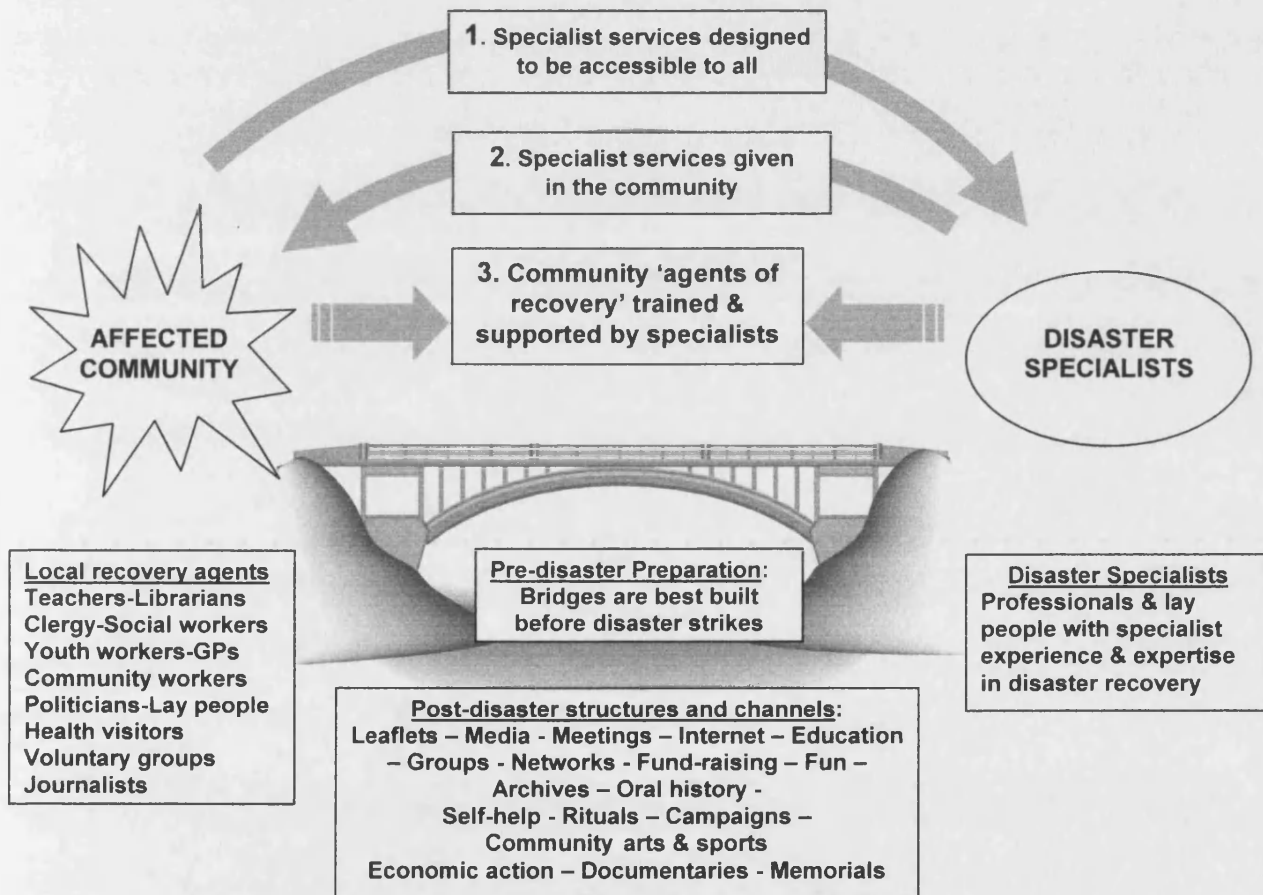 1. Specialist services designed
to be accessible to all
2. Specialist services given
in the community
3. Community ‘agents of
recovery’ trained &
supported by specialists
AFFECTED
COMMUNITY
DISASTER
SPECIALISTS
Local recovery agents
Teachers-Librarians
Clergy-Social workers
Youth workers-GPs
Community workers
Politicians-Lay people
Health visitors
Voluntary groups
Journalists
Pre-disaster Preparation:
Bridges are best built
before disaster strikes
Disaster Specialists
Professionals & lay
people with specialist
experience & expertise
in disaster recovery
Post-disaster structures and channels:
Leaflets – Media - Meetings – Internet – Education
– Groups - Networks - Fund-raising – Fun –
Archives – Oral history -
Self-help - Rituals – Campaigns –
Community arts & sports
Economic action – Documentaries - Memorials